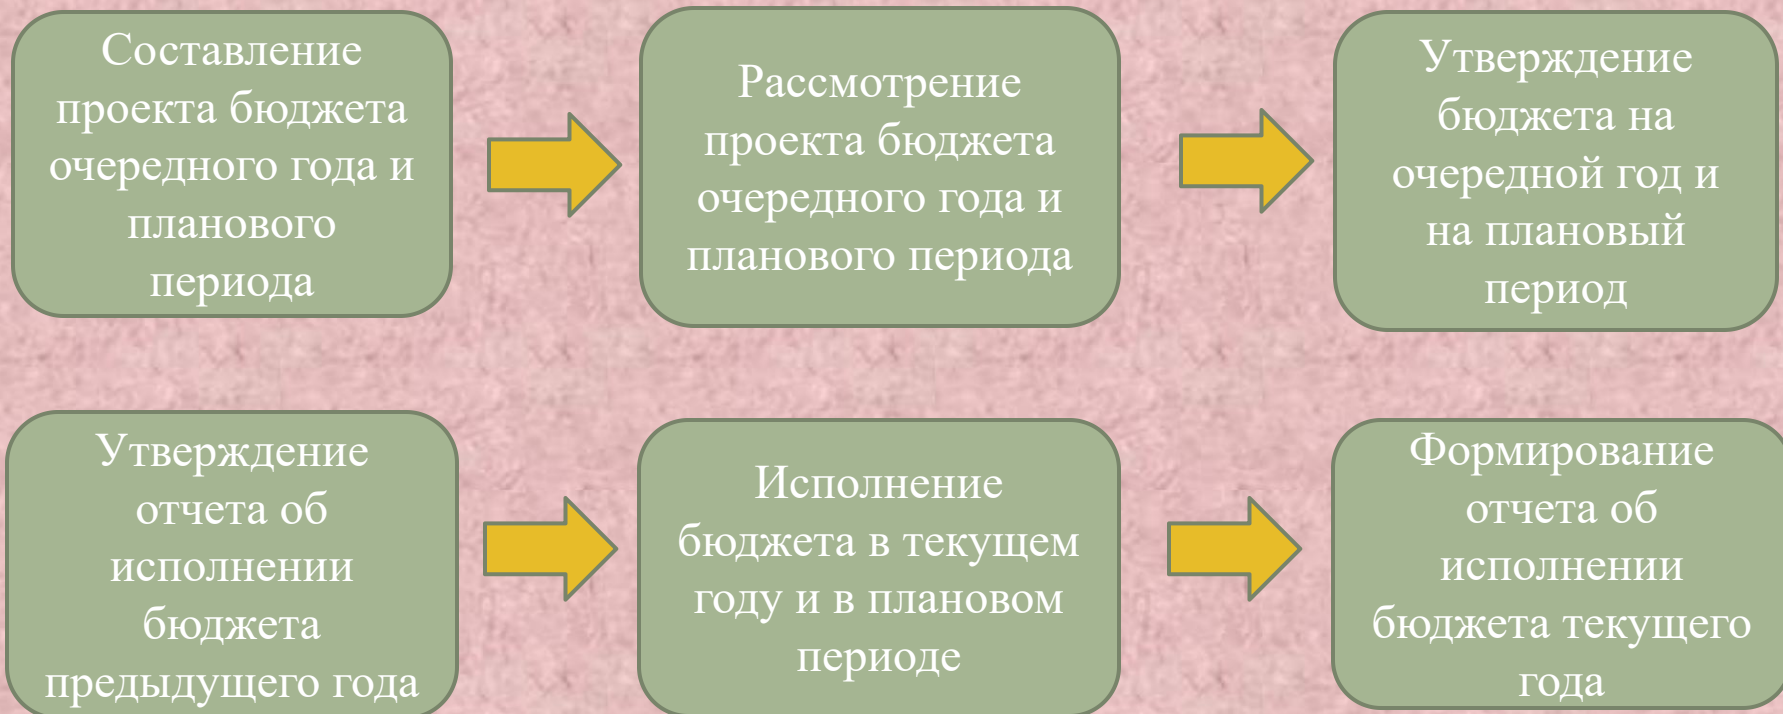 Составление
проекта бюджета
очередного года и
планового
периода
Рассмотрение
проекта бюджета
очередного года и
планового периода
Утверждение
бюджета на
очередной год и
на плановый
период
Утверждение
отчета об
исполнении
бюджета
предыдущего года
Исполнение
бюджета в текущем
году и в плановом
периоде
Формирование
отчета об
исполнении
бюджета текущего
года